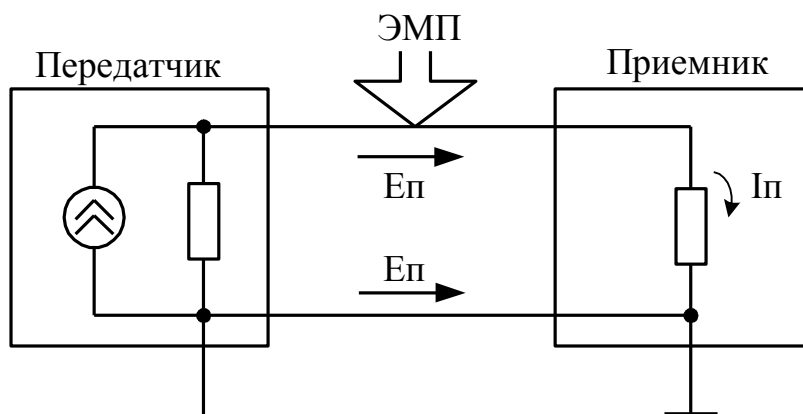 ЭМП
Передатчик
Приемник
Еп
Iп
Еп